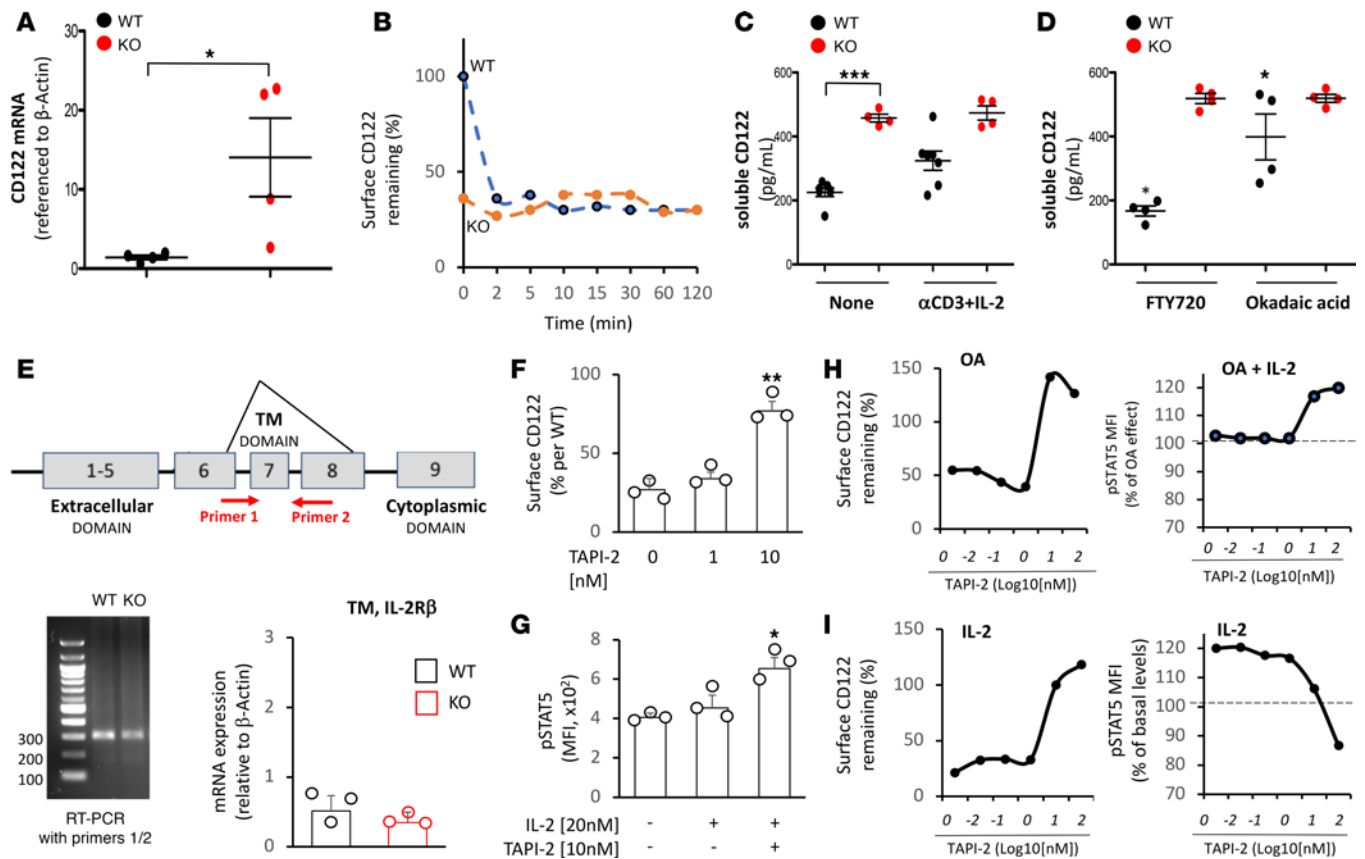 A
WT
KO
CD122 mRNA
(referenced to β-Actin)
30
20
10
0
*
B
Surface CD122
remaining (%)
100
50
0
WT
KO
0 2 5 10 15 30 60 120
Time (min)
C
WT
KO
soluble CD122
(pg/mL)
600
400
200
0
***
None
αCD3+IL-2
D
WT
KO
soluble CD122
(pg/mL)
600
400
200
0
*
*
FTY720
Okadaic acid
E
TM
DOMAIN
1-5
6
7
8
9
Extracellular
DOMAIN
Primer 1
Primer 2
Cytoplasmic
DOMAIN
WT KO
300
200
100
RT-PCR
with primers 1/2
TM, IL-2Rβ
mRNA expression
(relative to β-Actin)
3
2
1
0
WT
KO
F
Surface CD122
(% per WT)
100
50
0
**
TAPI-2
[nM]
0 1 10
G
pSTAT5
(MFI, x10²)
8
6
4
2
0
*
IL-2 [20nM] - + +
TAPI-2 [10nM] - - +
H
OA
Surface CD122
remaining (%)
150
100
50
0
0 -2 -1 0 1 2
TAPI-2 (Log10[nM])
OA + IL-2
pSTAT5 MFI
(% of OA effect)
120
110
100
90
80
70
0 -2 -1 0 1 2
TAPI-2 (Log10[nM])
I
IL-2
Surface CD122
remaining (%)
150
100
50
0
0 -2 -1 0 1 2
TAPI-2 (Log10[nM])
IL-2
pSTAT5 MFI
(% of basal levels)
120
110
100
90
80
70
0 -2 -1 0 1 2
TAPI-2 (Log10[nM])